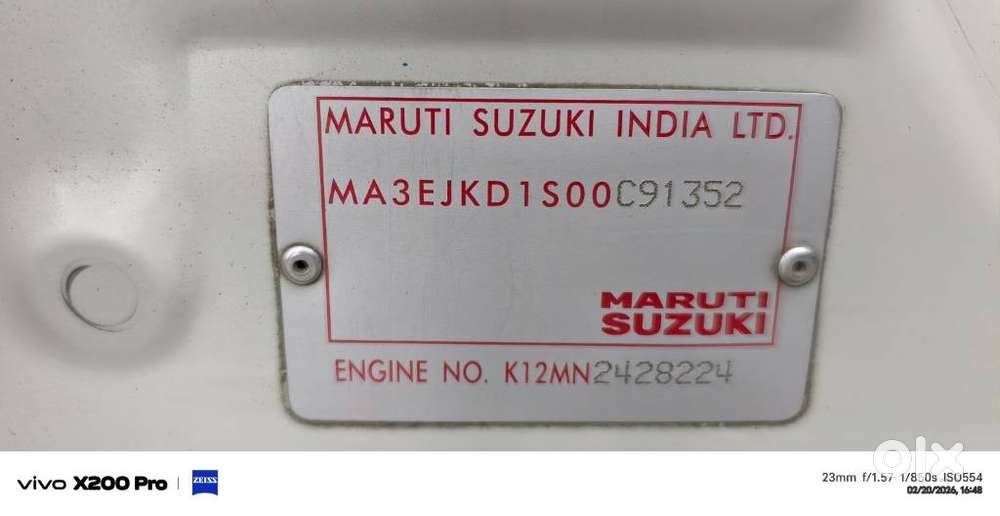 MARUTI SUZUKI INDIA LTD.
MA3EJKD1S00C91352
MARUTI
SUZUKI
ENGINE NO. K12MN2428224
vivo X200 Pro | ZEISS
23mm f/1.57 1/850s ISO554
02/20/2026, 16:48
olx